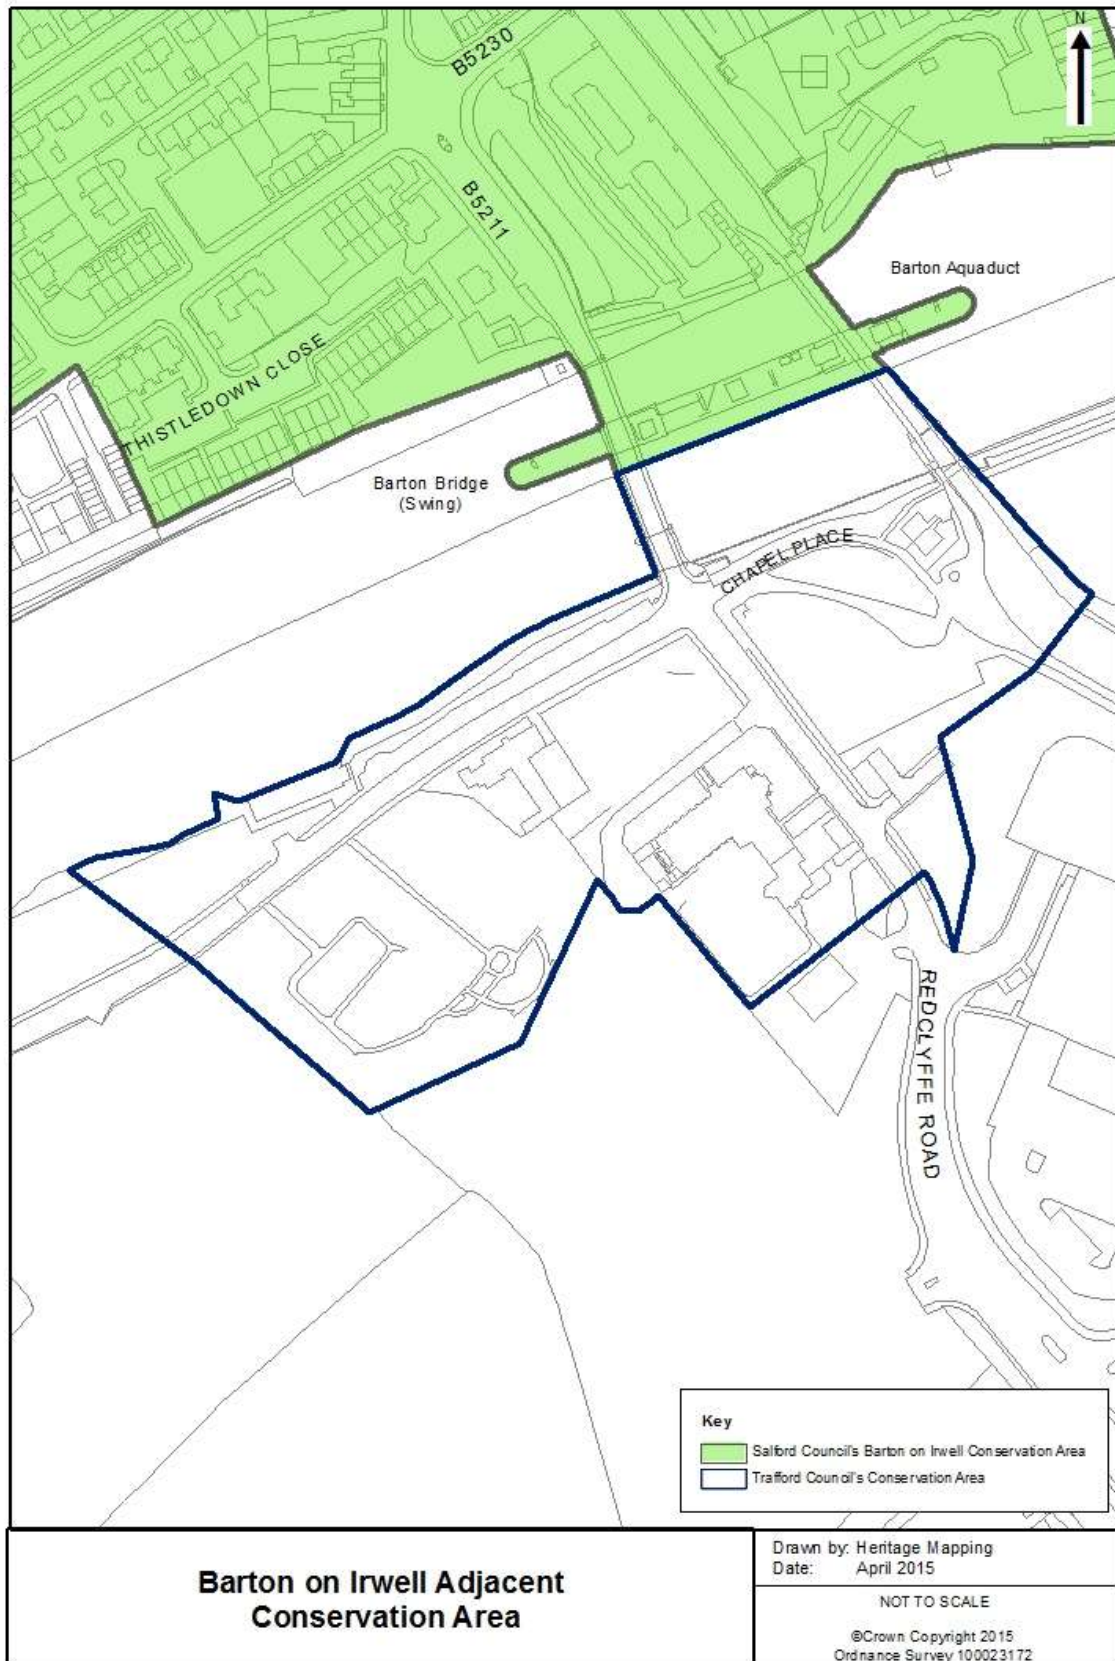 N
B5230
B5211
Barton Aquaduct
THISTLEDOWN CLOSE
Barton Bridge
(Swing)
CHAPEL PLACE
REDCLYFFE ROAD
Key
Salford Council's Barton on Irwell Conservation Area
Trafford Council's Conservation Area
Barton on Irwell Adjacent
Conservation Area
Drawn by: Heritage Mapping
Date: April 2015
NOT TO SCALE
©Crown Copyright 2015
Ordnance Survey 100023172